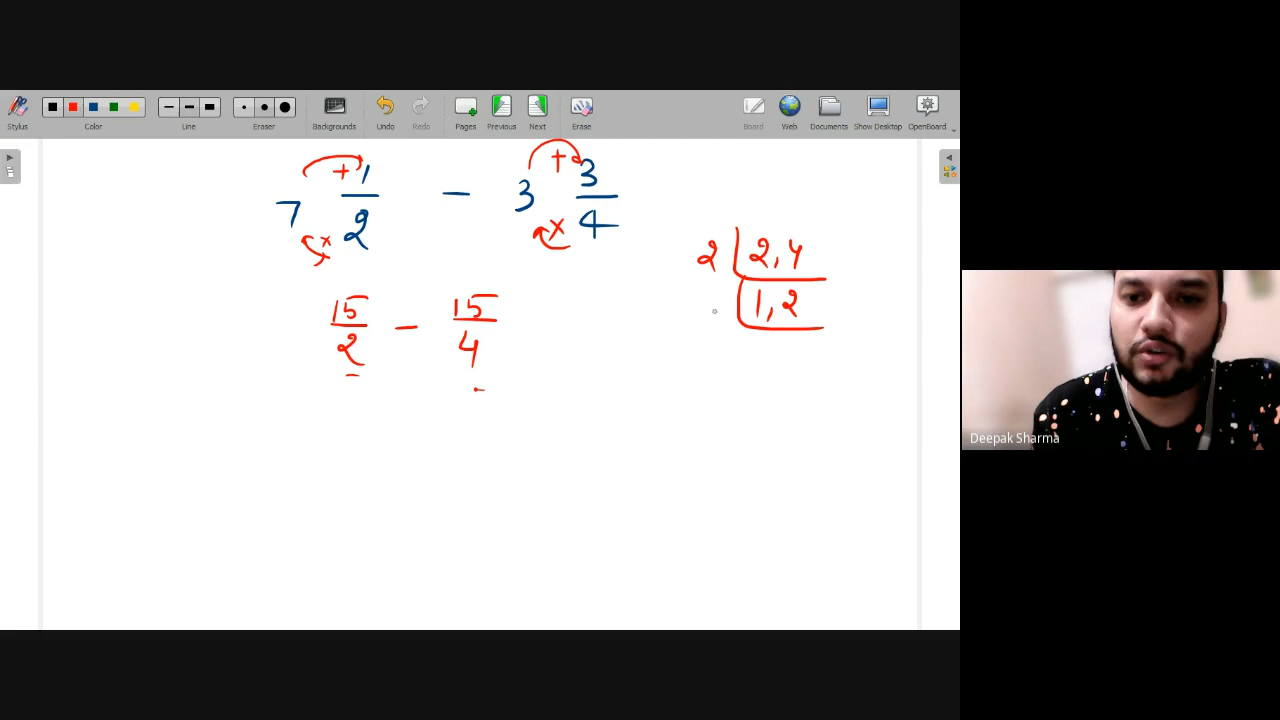 Stylus Color Line Eraser Backgrounds Undo Redo Pages Previous Next Erase Board Web Documents Show Desktop OpenBoard
7 1/2 - 3 3/4
+ +
× ×
2 | 2, 4
1, 2
15/2 - 15/4
Deepak Sharma